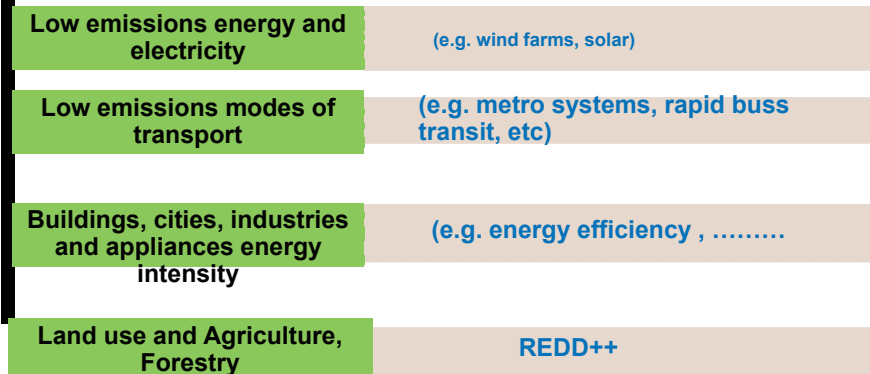 Low emissions energy and
electricity
(e.g. wind farms, solar)
Low emissions modes of
transport
(e.g. metro systems, rapid buss
transit, etc)
Buildings, cities, industries
and appliances energy
intensity
(e.g. energy efficiency , ………
Land use and Agriculture,
Forestry
REDD++